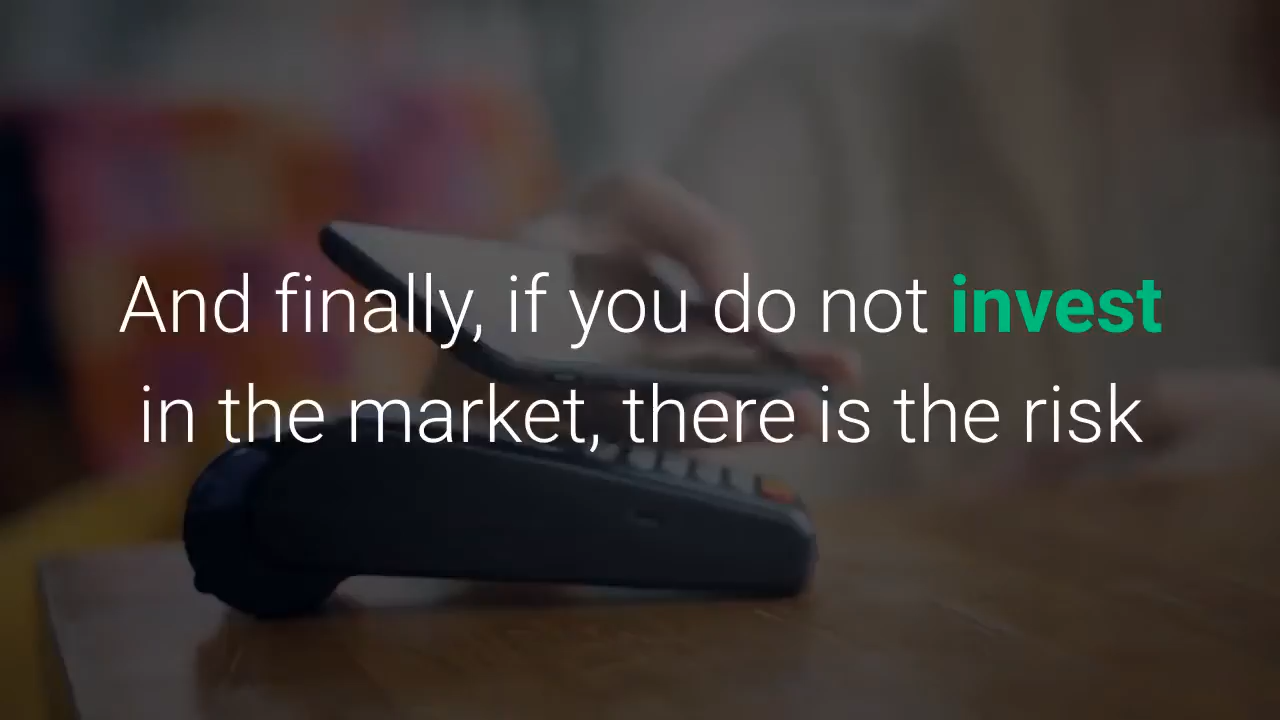 And finally, if you do not invest
in the market, there is the risk